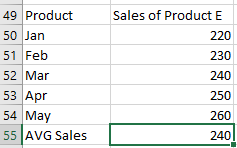 49 Product Sales of Product E
50 Jan 220
51 Feb 230
52 Mar 240
53 Apr 250
54 May 260
55 AVG Sales 240